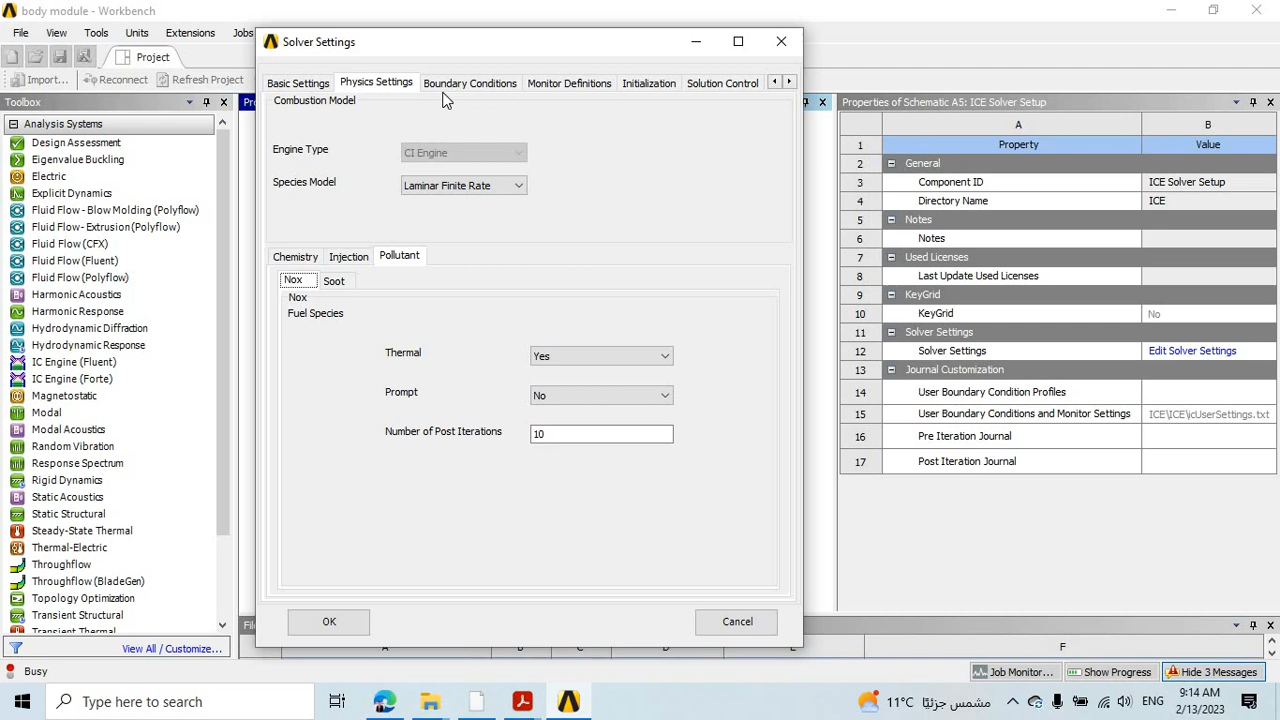 body module - Workbench
File View Tools Units Extensions Jobs
Project
Import... Reconnect Refresh Project
Toolbox
Analysis Systems
Design Assessment
Eigenvalue Buckling
Electric
Explicit Dynamics
Fluid Flow - Blow Molding (Polyflow)
Fluid Flow - Extrusion (Polyflow)
Fluid Flow (CFX)
Fluid Flow (Fluent)
Fluid Flow (Polyflow)
Harmonic Acoustics
Harmonic Response
Hydrodynamic Diffraction
Hydrodynamic Response
IC Engine (Fluent)
IC Engine (Forte)
Magnetostatic
Modal
Modal Acoustics
Random Vibration
Response Spectrum
Rigid Dynamics
Static Acoustics
Static Structural
Steady-State Thermal
Thermal-Electric
Throughflow
Throughflow (BladeGen)
Topology Optimization
Transient Structural
Transient Thermal
View All / Customize...
Solver Settings
Basic Settings Physics Settings Boundary Conditions Monitor Definitions Initialization Solution Control
Combustion Model
Engine Type CI Engine
Species Model Laminar Finite Rate
Chemistry Injection Pollutant
Nox Soot
Nox
Fuel Species
Thermal Yes
Prompt No
Number of Post Iterations 10
OK Cancel
Properties of Schematic A5: ICE Solver Setup
A B
1 Property Value
2 General
3 Component ID ICE Solver Setup
4 Directory Name ICE
5 Notes
6 Notes
7 Used Licenses
8 Last Update Used Licenses
9 KeyGrid
10 KeyGrid No
11 Solver Settings
12 Solver Settings Edit Solver Settings
13 Journal Customization
14 User Boundary Condition Profiles
15 User Boundary Conditions and Monitor Settings ICE\ICE\icUserSettings.txt
16 Pre Iteration Journal
17 Post Iteration Journal
F
Busy
Job Monitor... Show Progress Hide 3 Messages
Type here to search
11°C مشمس جزئيًا
ENG
9:14 AM
2/13/2023